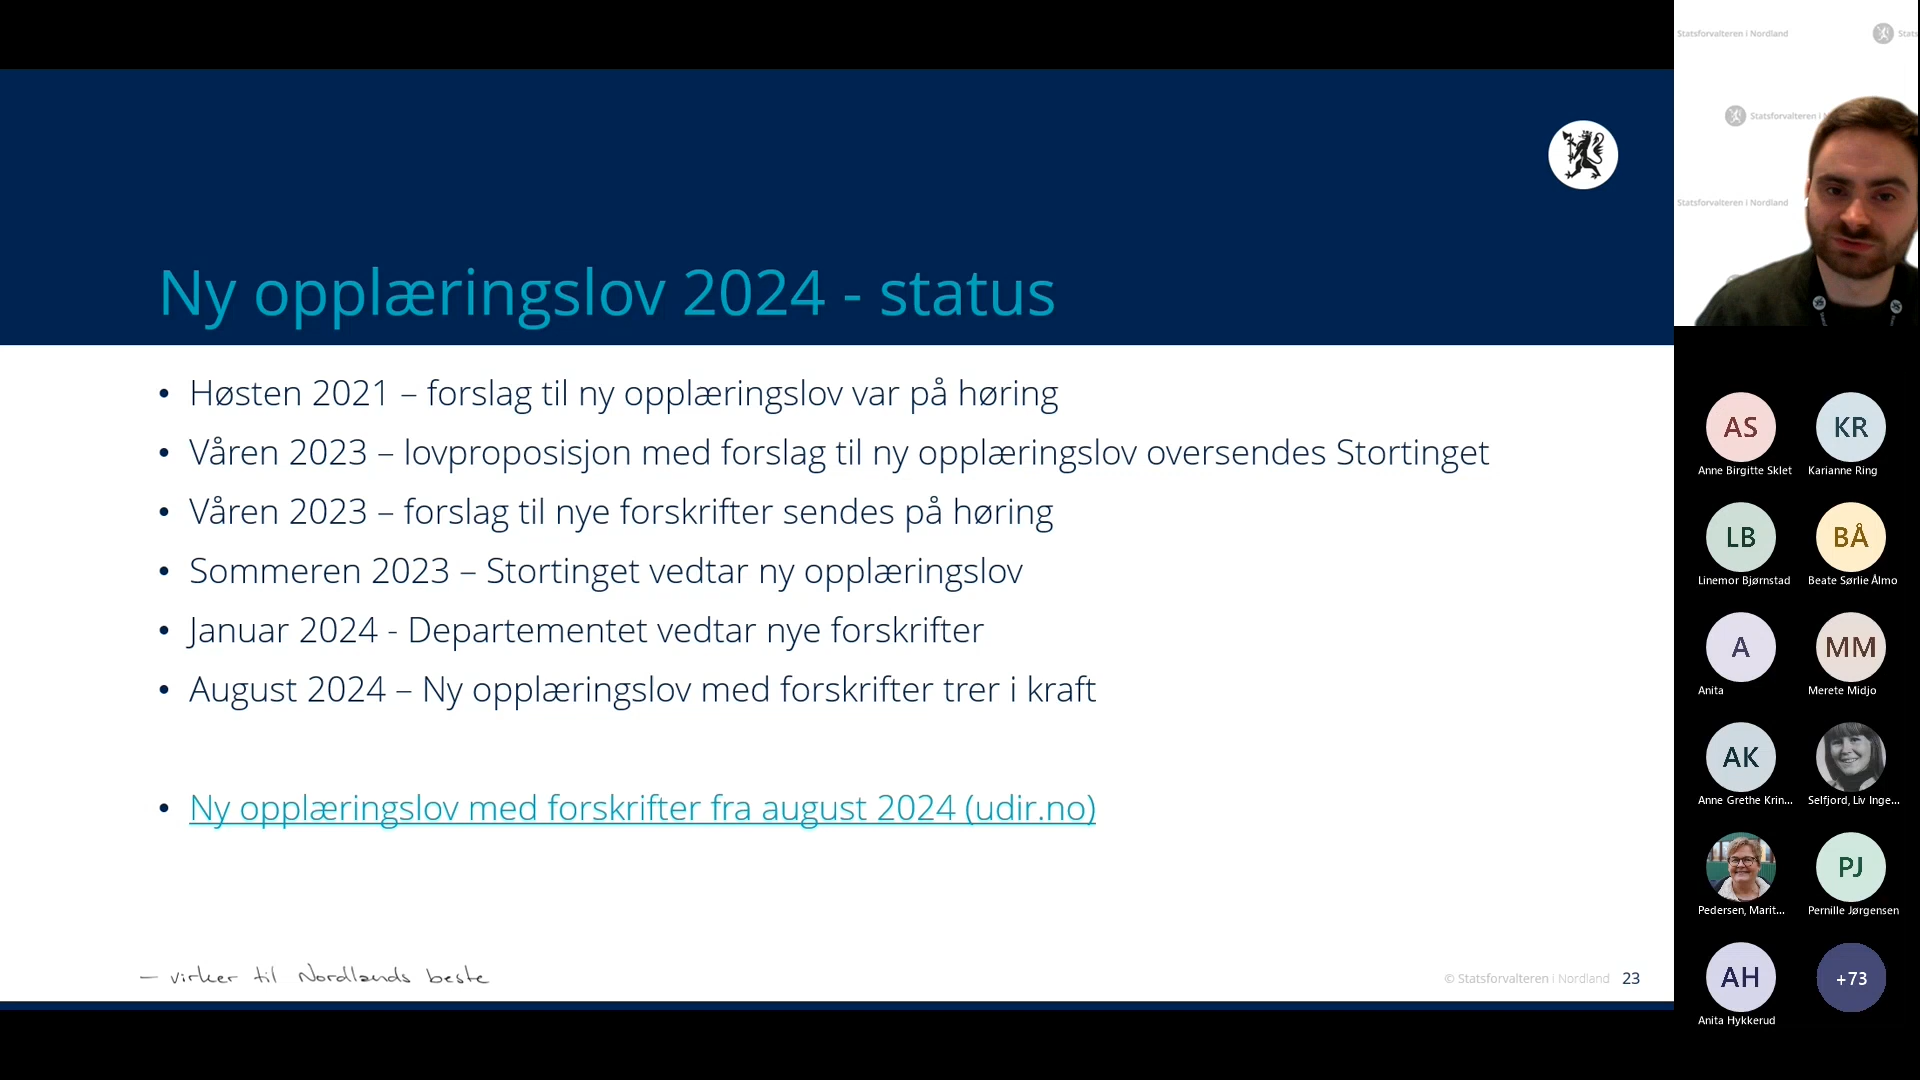 Ny opplæringslov 2024 - status
• Høsten 2021 – forslag til ny opplæringslov var på høring
• Våren 2023 – lovproposisjon med forslag til ny opplæringslov oversendes Stortinget
• Våren 2023 – forslag til nye forskrifter sendes på høring
• Sommeren 2023 – Stortinget vedtar ny opplæringslov
• Januar 2024 - Departementet vedtar nye forskrifter
• August 2024 – Ny opplæringslov med forskrifter trer i kraft
• Ny opplæringslov med forskrifter fra august 2024 (udir.no)
– virker til Nordlands beste
© Statsforvalteren i Nordland 23
Statsforvalteren i Nordland
Stats
Statsforvalteren i
Statsforvalteren i Nordland
AS KR
Anne Birgitte Sklet Karianne Ring
LB BÅ
Linemor Bjørnstad Beate Sørlie Ålmo
A MM
Anita Merete Midjo
AK
Anne Grethe Krin... Selfjord, Liv Inge...
PJ
Pedersen, Marit... Pernille Jørgensen
AH +73
Anita Hykkerud